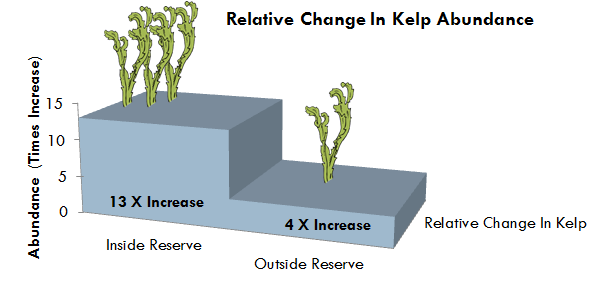 Relative Change In Kelp Abundance
Abundance (Times Increase)
15
10
5
0
13 X Increase
4 X Increase
Relative Change In Kelp
Inside Reserve
Outside Reserve